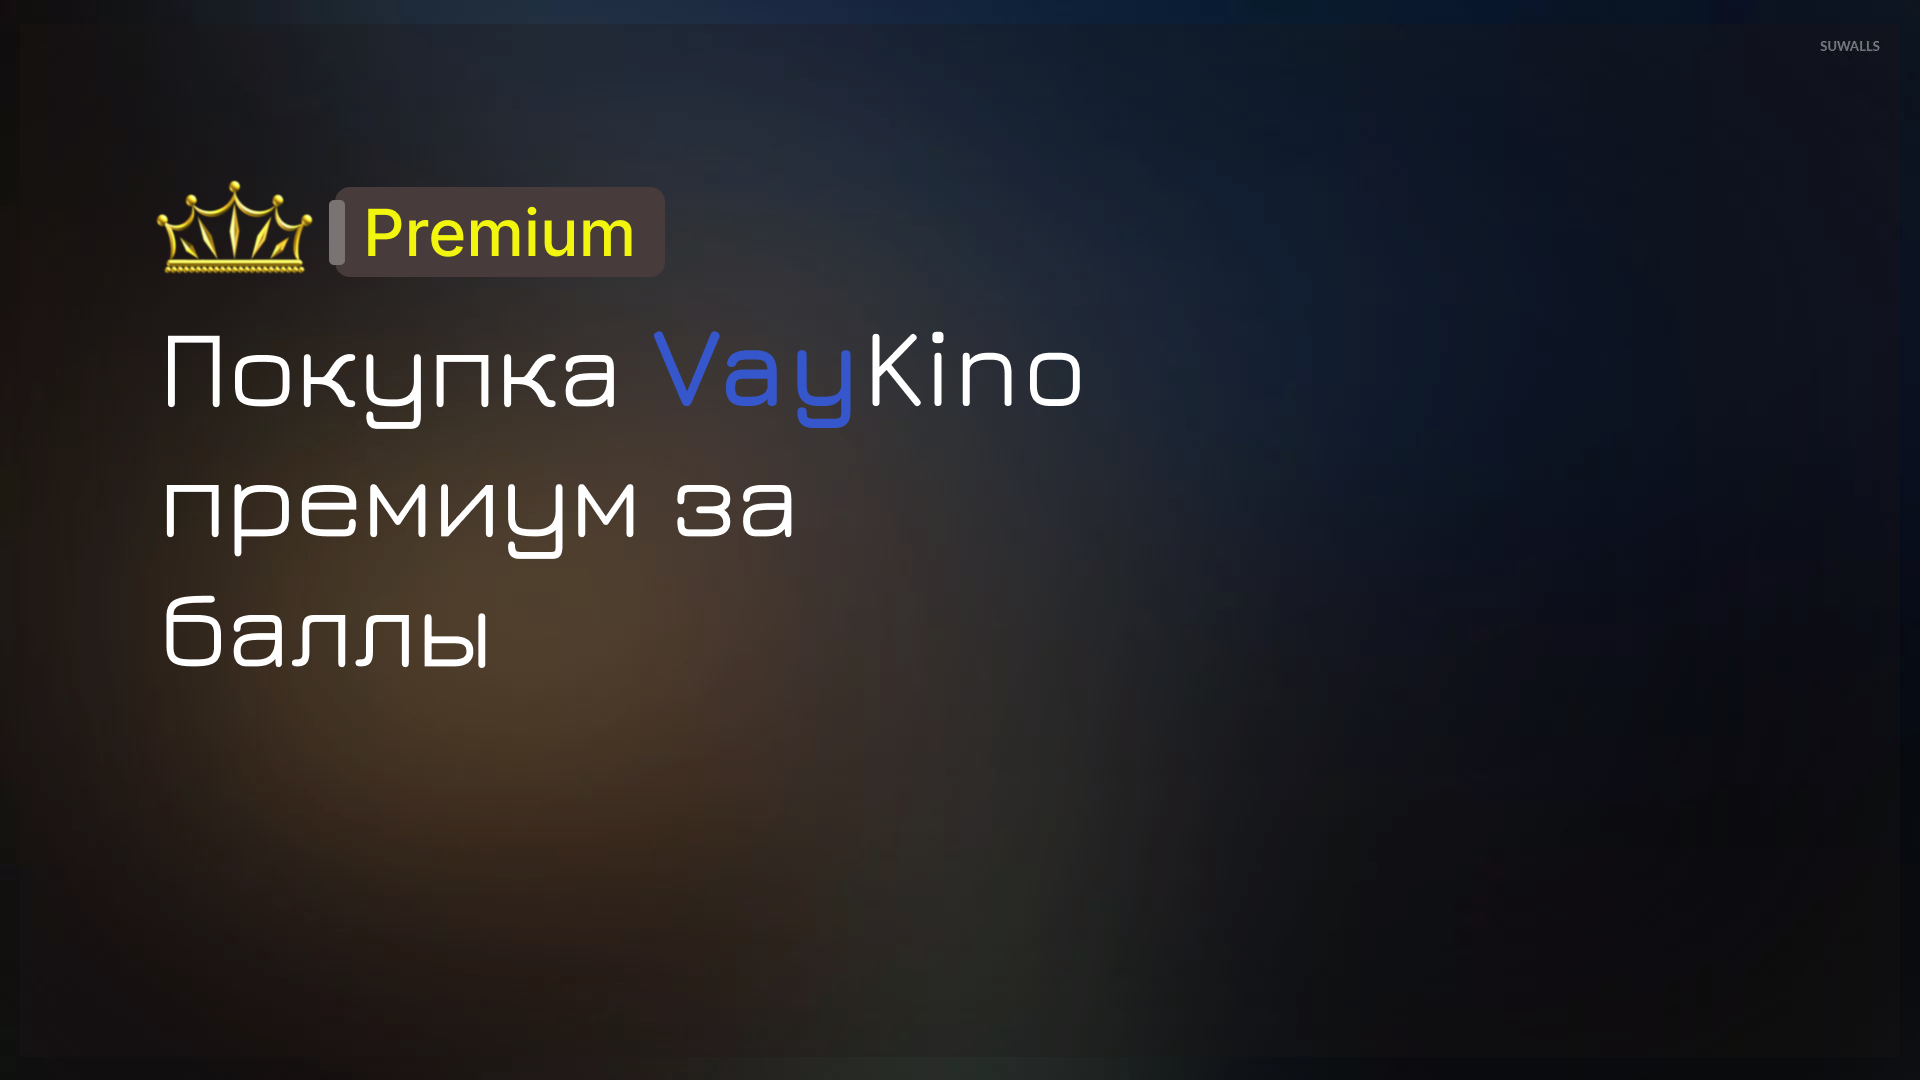 SUWALLS
Premium
Покупка VayKino
премиум за
баллы